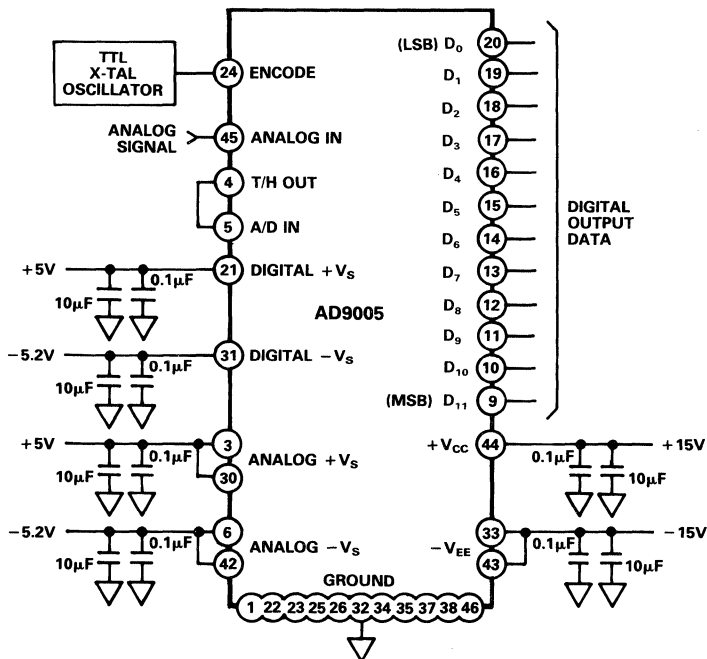 TTL
X-TAL
OSCILLATOR
24 ENCODE
ANALOG
SIGNAL
45 ANALOG IN
4 T/H OUT
5 A/D IN
+5V
10μF
0.1μF
21 DIGITAL +VS
−5.2V
10μF
0.1μF
31 DIGITAL −VS
+5V
10μF
0.1μF
3
30
ANALOG +VS
−5.2V
10μF
0.1μF
6
42
ANALOG −VS
AD9005
(LSB) D0 20
D1 19
D2 18
D3 17
D4 16
D5 15
D6 14
D7 13
D8 12
D9 11
D10 10
(MSB) D11 9
DIGITAL
OUTPUT
DATA
+VCC 44
0.1μF
10μF
+15V
−VEE
33
43
0.1μF
10μF
−15V
GROUND
1 22 23 25 26 32 34 35 37 38 46